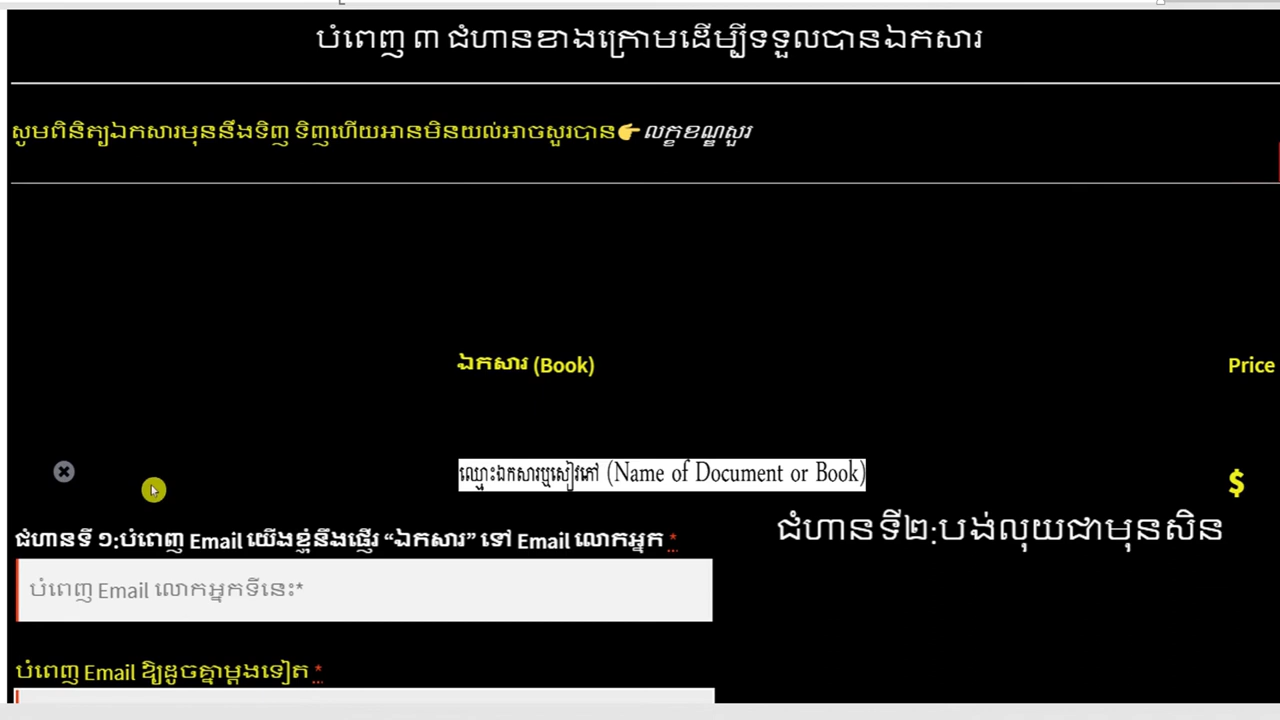 បំពេញ ៣ ជំហានខាងក្រោមដើម្បីទទួលបានឯកសារ
សូមពិនិត្យឯកសារមុននឹងទិញ ទិញហើយអានមិនយល់អាចសួរបាន👉លក្ខខណ្ឌសួរ
ឯកសារ (Book) Price
ឈ្មោះឯកសារឬសៀវភៅ (Name of Document or Book) $
ជំហានទី ១:បំពេញ Email យើងខ្ញុំនឹងផ្ញើរ “ឯកសារ” ទៅ Email លោកអ្នក *
ជំហានទី២:បង់លុយជាមុនសិន
បំពេញ Email លោកអ្នកទីនេះ*
បំពេញ Email ឱ្យដូចគ្នាម្តងទៀត *